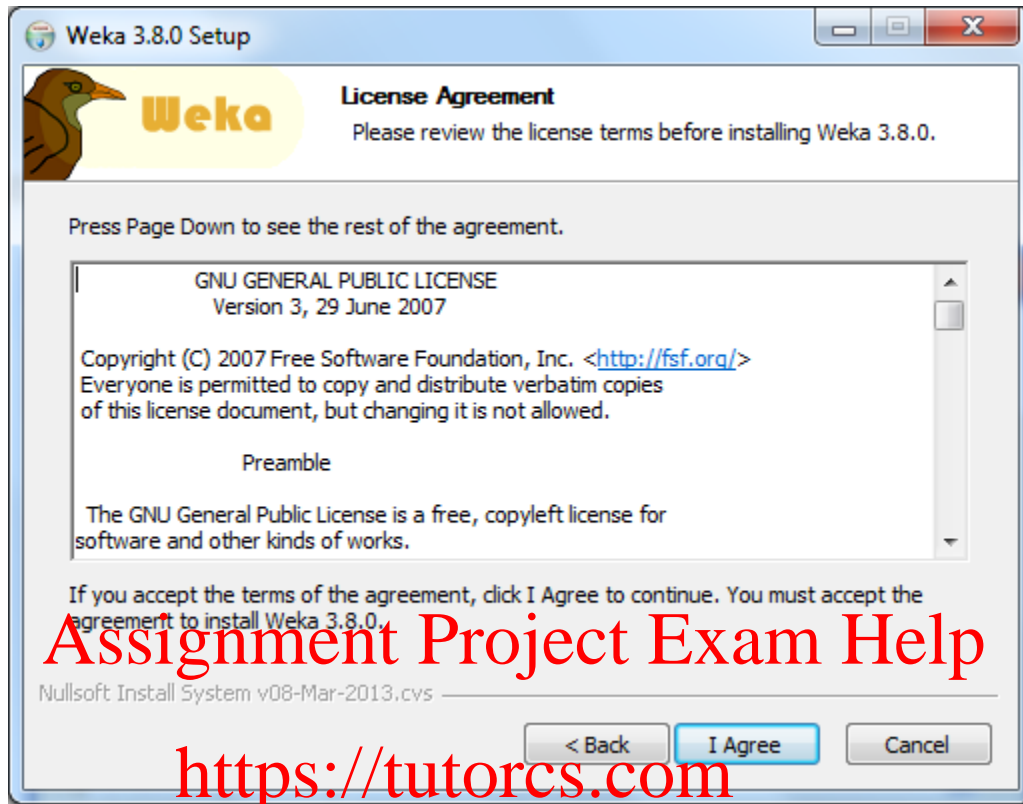 Weka 3.8.0 Setup
Weka
License Agreement
Please review the license terms before installing Weka 3.8.0.
Press Page Down to see the rest of the agreement.
GNU GENERAL PUBLIC LICENSE
Version 3, 29 June 2007
Copyright (C) 2007 Free Software Foundation, Inc. <http://fsf.org/>
Everyone is permitted to copy and distribute verbatim copies
of this license document, but changing it is not allowed.
Preamble
The GNU General Public License is a free, copyleft license for
software and other kinds of works.
If you accept the terms of the agreement, click I Agree to continue. You must accept the
agreement to install Weka 3.8.0.
Assignment Project Exam Help
Nullsoft Install System v08-Mar-2013.cvs
< Back
I Agree
Cancel
https://tutorcs.com